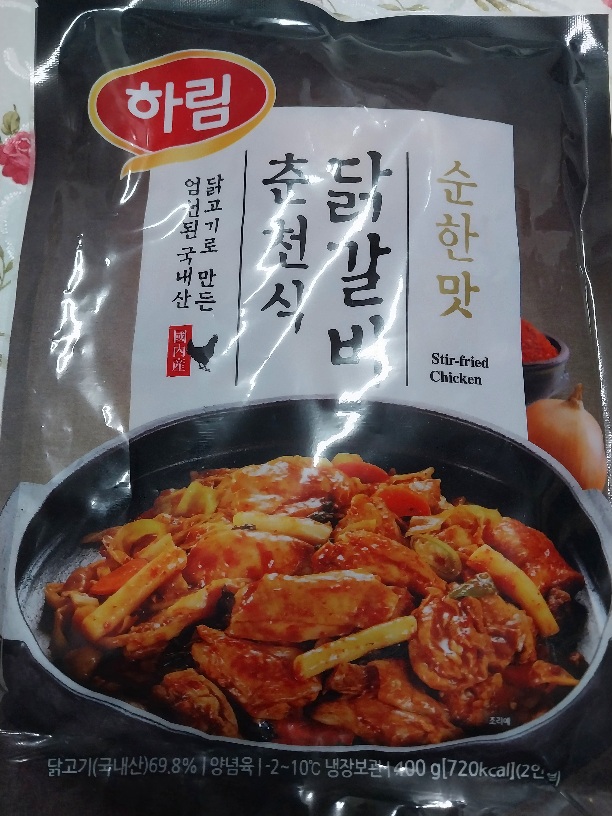 하림
순한맛
닭갈비
춘천식
닭고기로 만든
엄선된 국내산
國內産
Stir-fried
Chicken
조리예
닭고기(국내산)69.8% | 양념육 | -2~10℃ 냉장보관 | 400 g[720kcal](2인분)